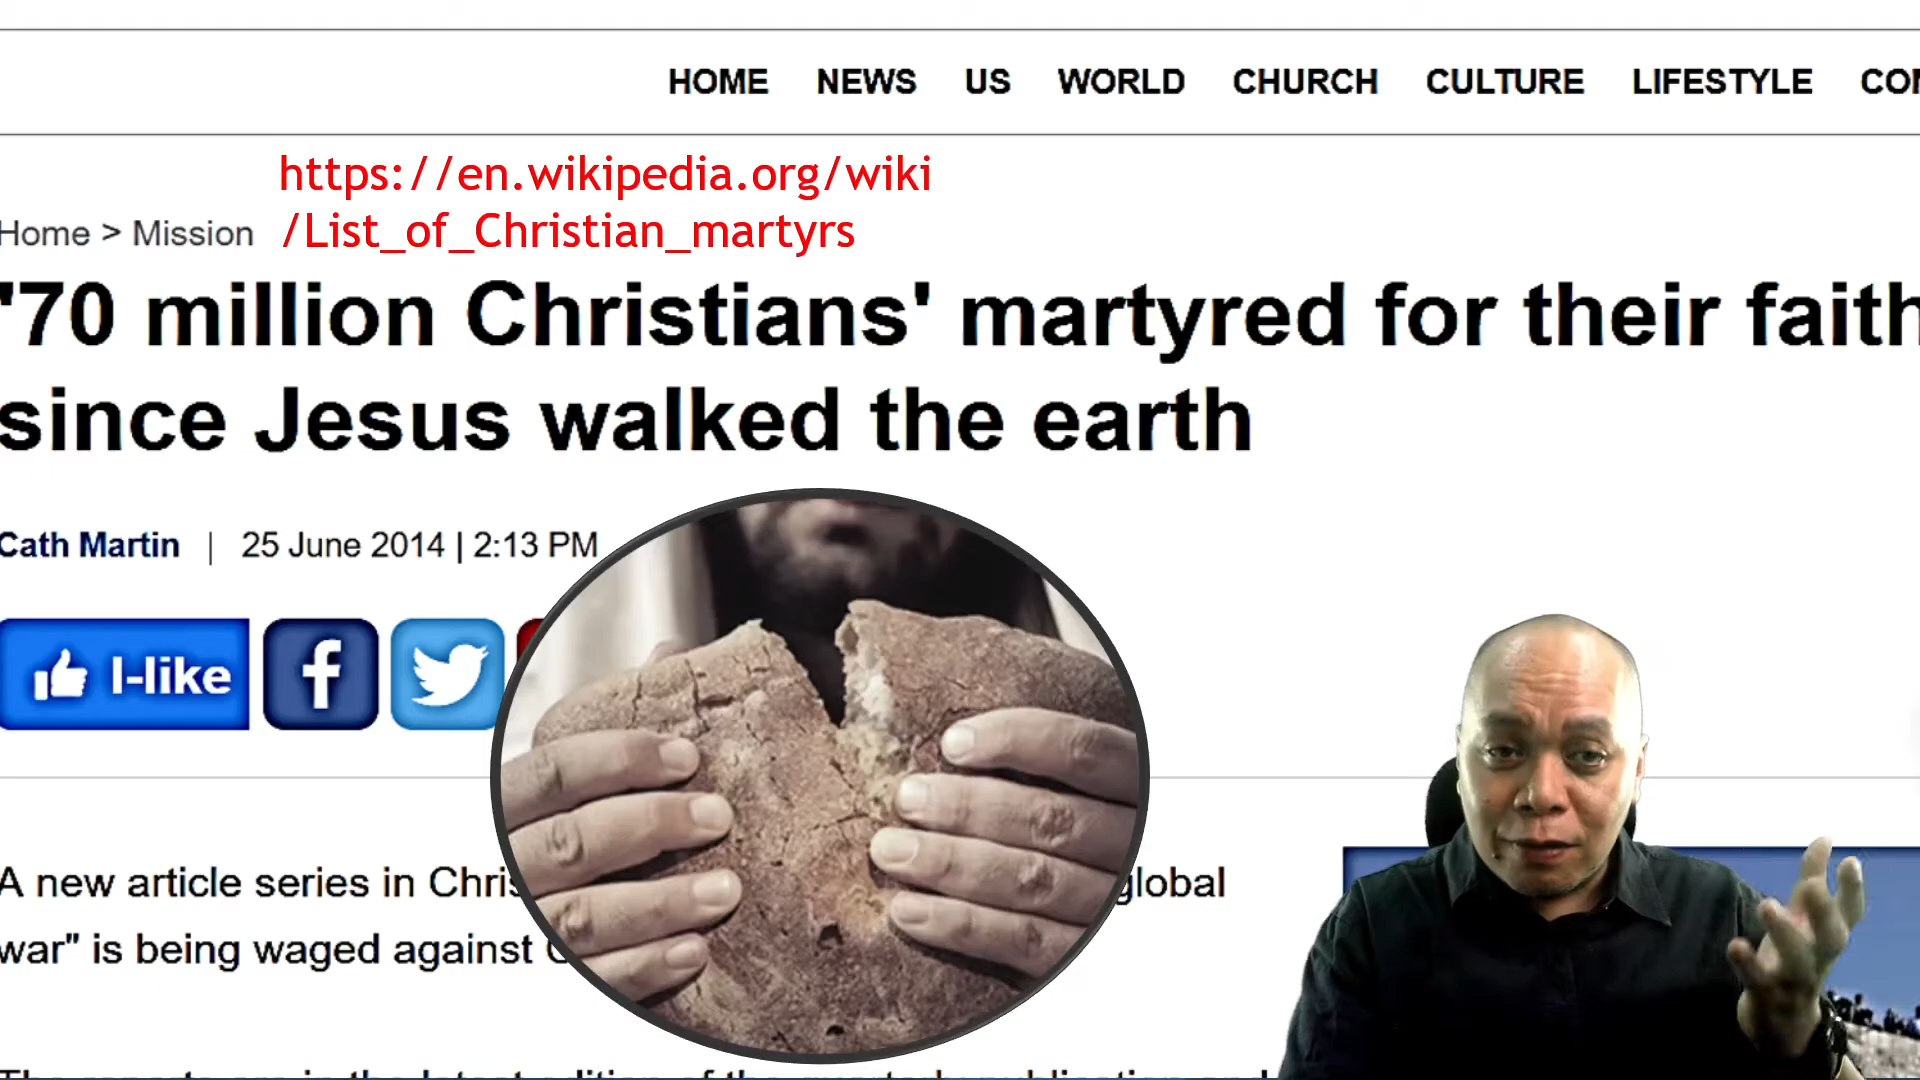 HOME NEWS US WORLD CHURCH CULTURE LIFESTYLE
https://en.wikipedia.org/wiki
/List_of_Christian_martyrs
Home > Mission
'70 million Christians' martyred for their faith
since Jesus walked the earth
Cath Martin | 25 June 2014 | 2:13 PM
I-like
A new article series in global
war" is being waged against